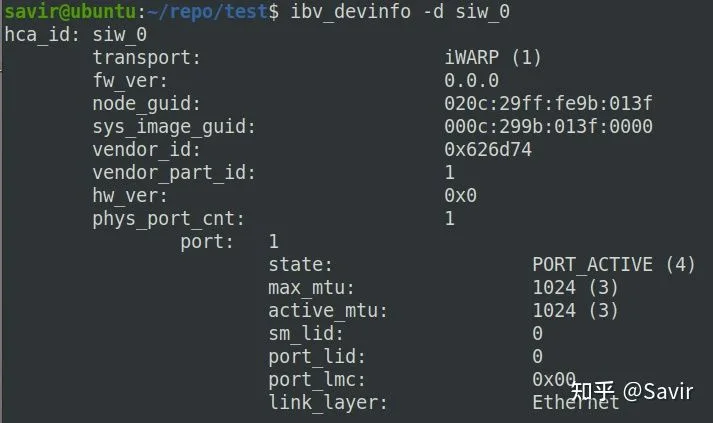 savir@ubuntu:~/repo/test$ ibv_devinfo -d siw_0
hca_id: siw_0
transport: iWARP (1)
fw_ver: 0.0.0
node_guid: 020c:29ff:fe9b:013f
sys_image_guid: 000c:299b:013f:0000
vendor_id: 0x626d74
vendor_part_id: 1
hw_ver: 0x0
phys_port_cnt: 1
port: 1
state: PORT_ACTIVE (4)
max_mtu: 1024 (3)
active_mtu: 1024 (3)
sm_lid: 0
port_lid: 0
port_lmc: 0x00
link_layer: Ethernet
知乎 @Savir